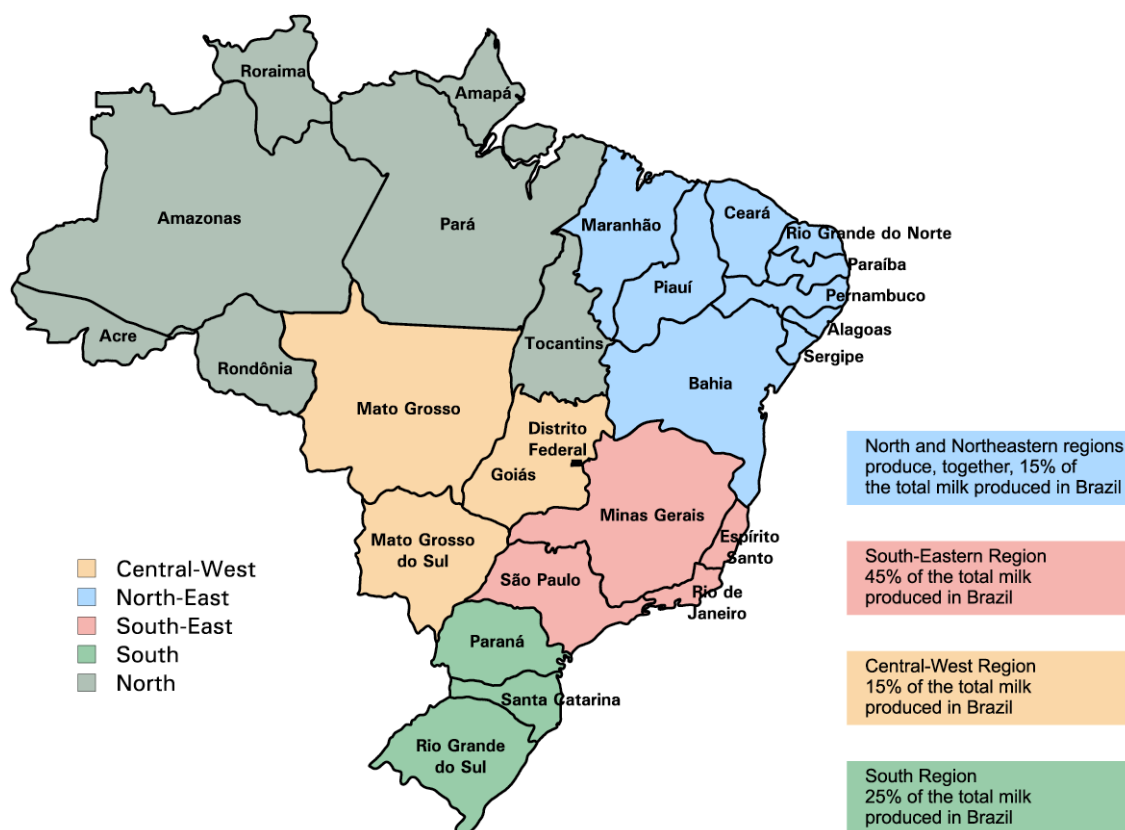 Roraima
Amapá
Amazonas
Pará
Maranhão
Ceará
Rio Grande do Norte
Paraíba
Piauí
Pernambuco
Alagoas
Sergipe
Acre
Rondônia
Tocantins
Bahia
Mato Grosso
Distrito
Federal
Goiás
Minas Gerais
Espírito
Santo
Mato Grosso
do Sul
São Paulo
Rio de
Janeiro
Paraná
Santa Catarina
Rio Grande
do Sul
Central-West
North-East
South-East
South
North
North and Northeastern regions
produce, together, 15% of
the total milk produced in Brazil
South-Eastern Region
45% of the total milk
produced in Brazil
Central-West Region
15% of the total milk
produced in Brazil
South Region
25% of the total milk
produced in Brazil